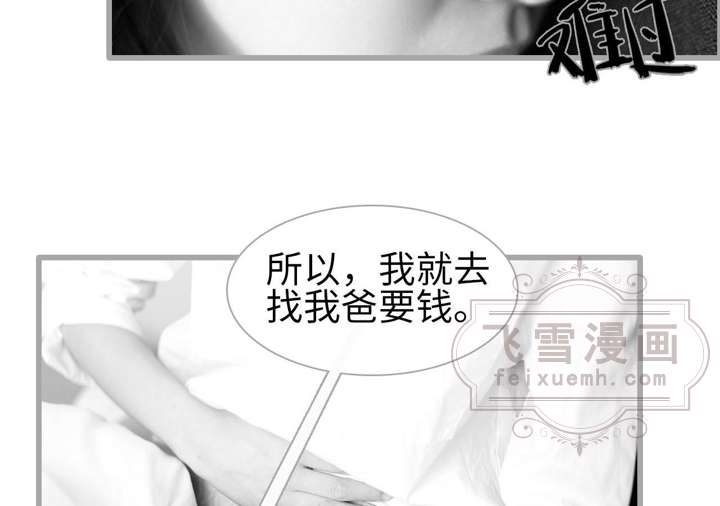 难过
所以，我就去
找我爸要钱。
飞雪漫画
feixuemh.com